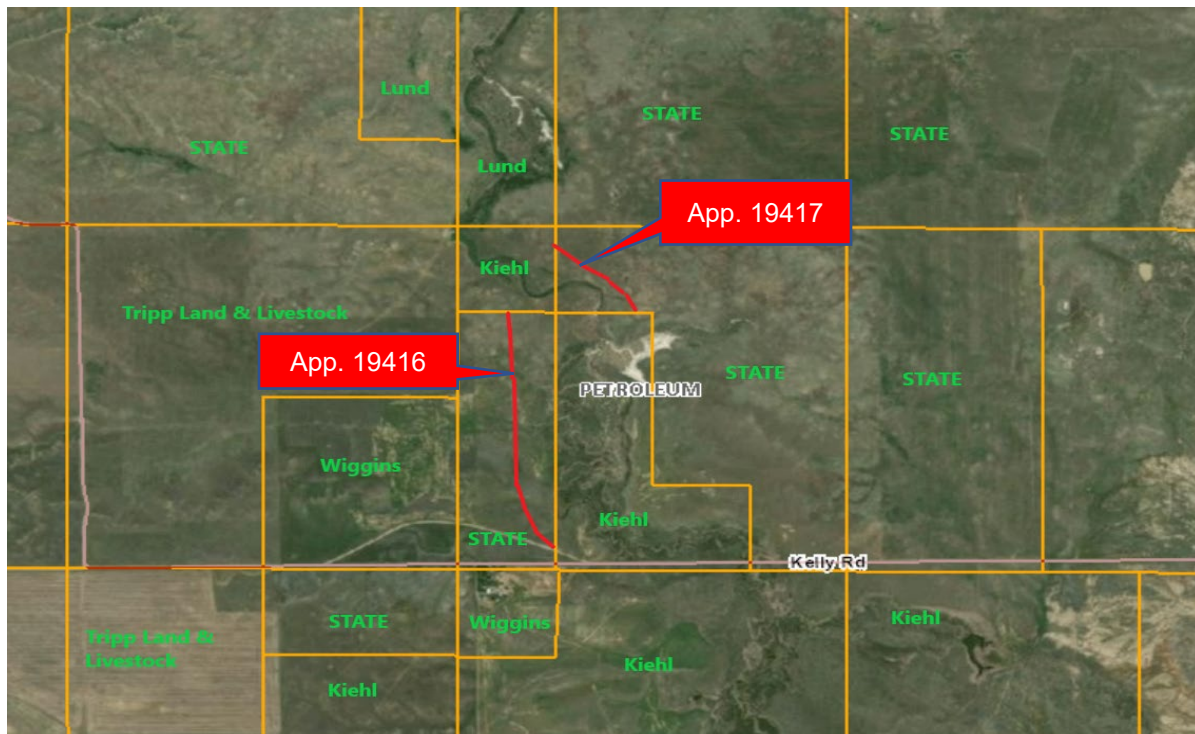 Lund
STATE
STATE
STATE
Lund
App. 19417
Kiehl
Tripp Land & Livestock
App. 19416
STATE
STATE
PETROLEUM
Wiggins
Kiehl
STATE
Kelly Rd
STATE
Wiggins
Kiehl
Tripp Land &
Livestock
Kiehl
Kiehl